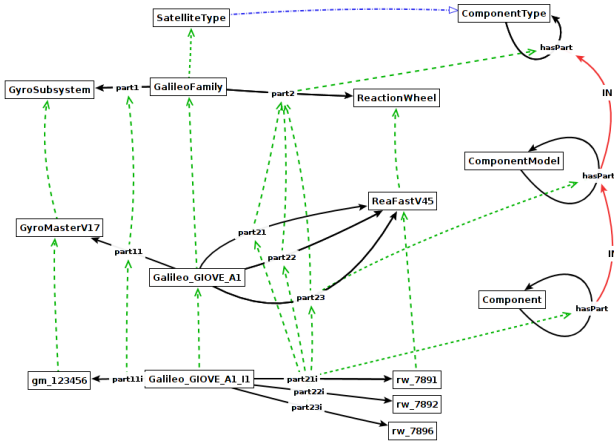 SatelliteType
ComponentType
hasPart
GyroSubsystem
part1
GalileoFamily
part2
ReactionWheel
IN
ComponentModel
hasPart
ReaFastV45
GyroMasterV17
part11
part21
part22
Galileo_GIOVE_A1
part23
IN
Component
hasPart
gm_123456
part11i
Galileo_GIOVE_A1_I1
part21i
rw_7891
part22i
rw_7892
part23i
rw_7896